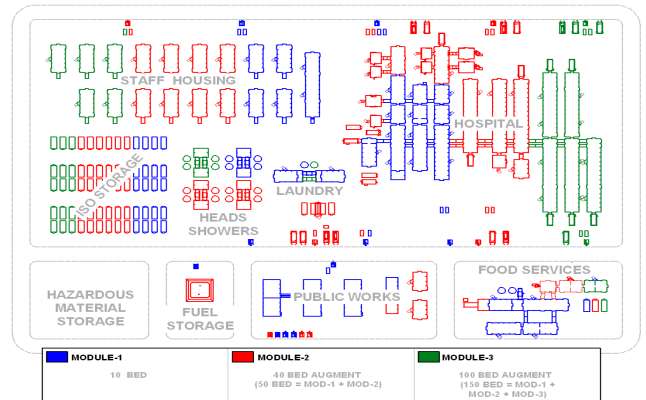 STAFF HOUSING
HOSPITAL
ISO STORAGE
LAUNDRY
HEADS
SHOWERS
HAZARDOUS
MATERIAL
STORAGE
FUEL
STORAGE
PUBLIC WORKS
FOOD SERVICES
MODULE-1
10 BED
MODULE-2
40 BED AUGMENT
(50 BED = MOD-1 + MOD-2)
MODULE-3
100 BED AUGMENT
(150 BED = MOD-1 +
MOD-2 + MOD-3)